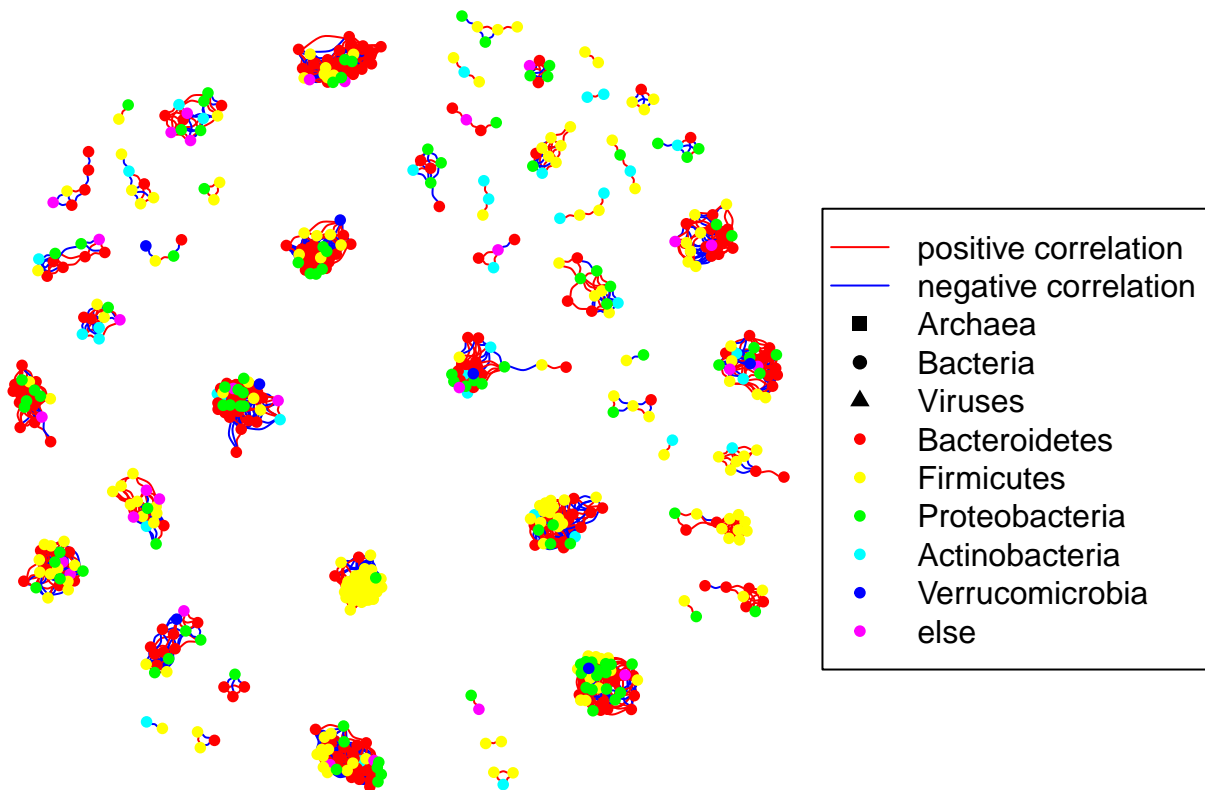 positive correlation
negative correlation
Archaea
Bacteria
Viruses
Bacteroidetes
Firmicutes
Proteobacteria
Actinobacteria
Verrucomicrobia
else